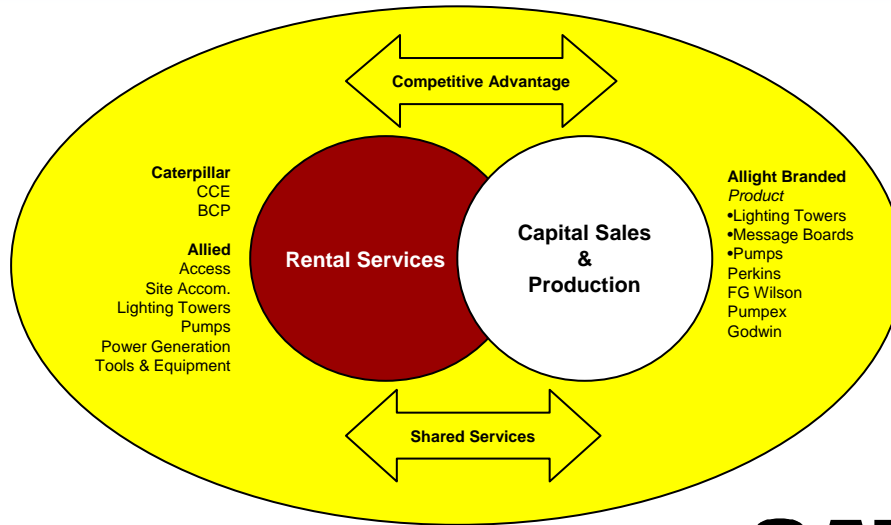 Competitive Advantage
Caterpillar
CCE
BCP
Allied
Access
Site Accom.
Lighting Towers
Pumps
Power Generation
Tools & Equipment
Rental Services
Capital Sales
&
Production
Allight Branded
Product
•Lighting Towers
•Message Boards
•Pumps
Perkins
FG Wilson
Pumpex
Godwin
Shared Services